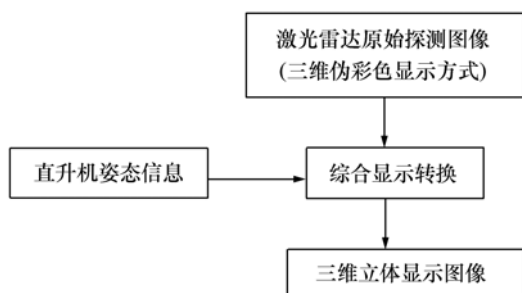 激光雷达原始探测图像
(三维伪彩色显示方式)
直升机姿态信息
综合显示转换
三维立体显示图像